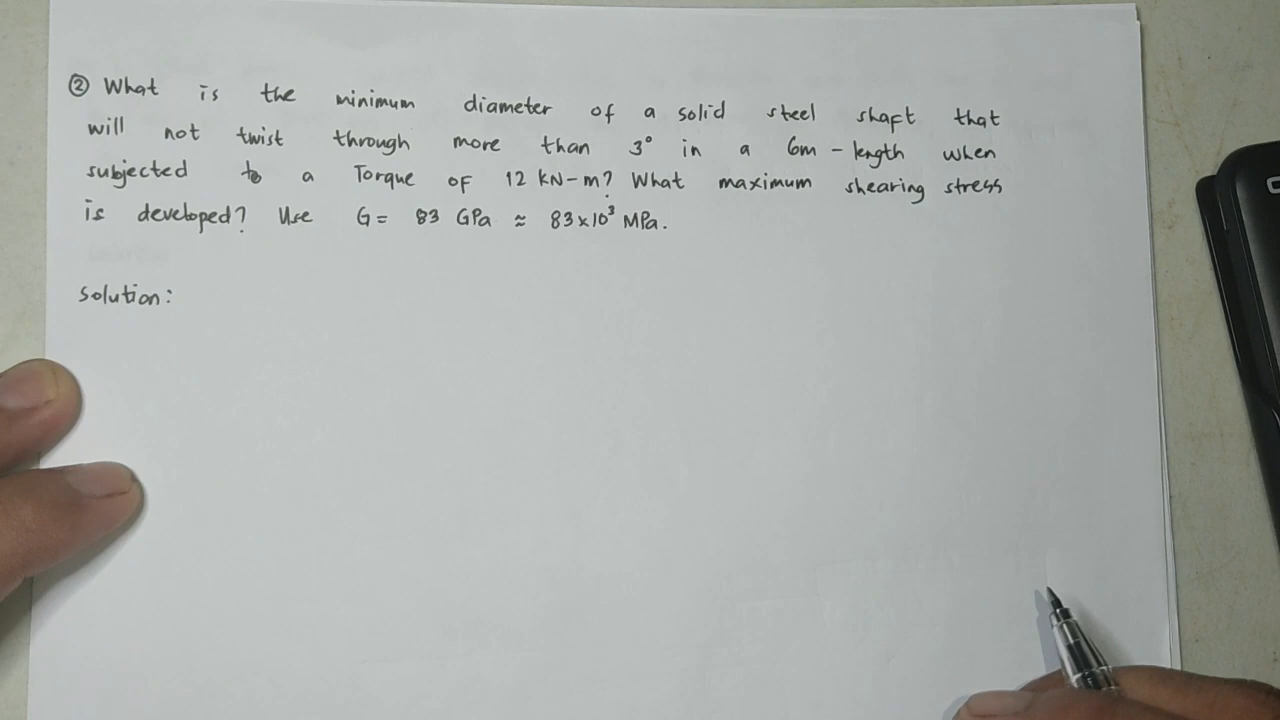 ② What is the minimum diameter of a solid steel shaft that
will not twist through more than 3° in a 6m - length when
subjected to a Torque of 12 kN-m? What maximum shearing stress
is developed? Use G = 83 GPa ≈ 83x10³ MPa.
Solution: